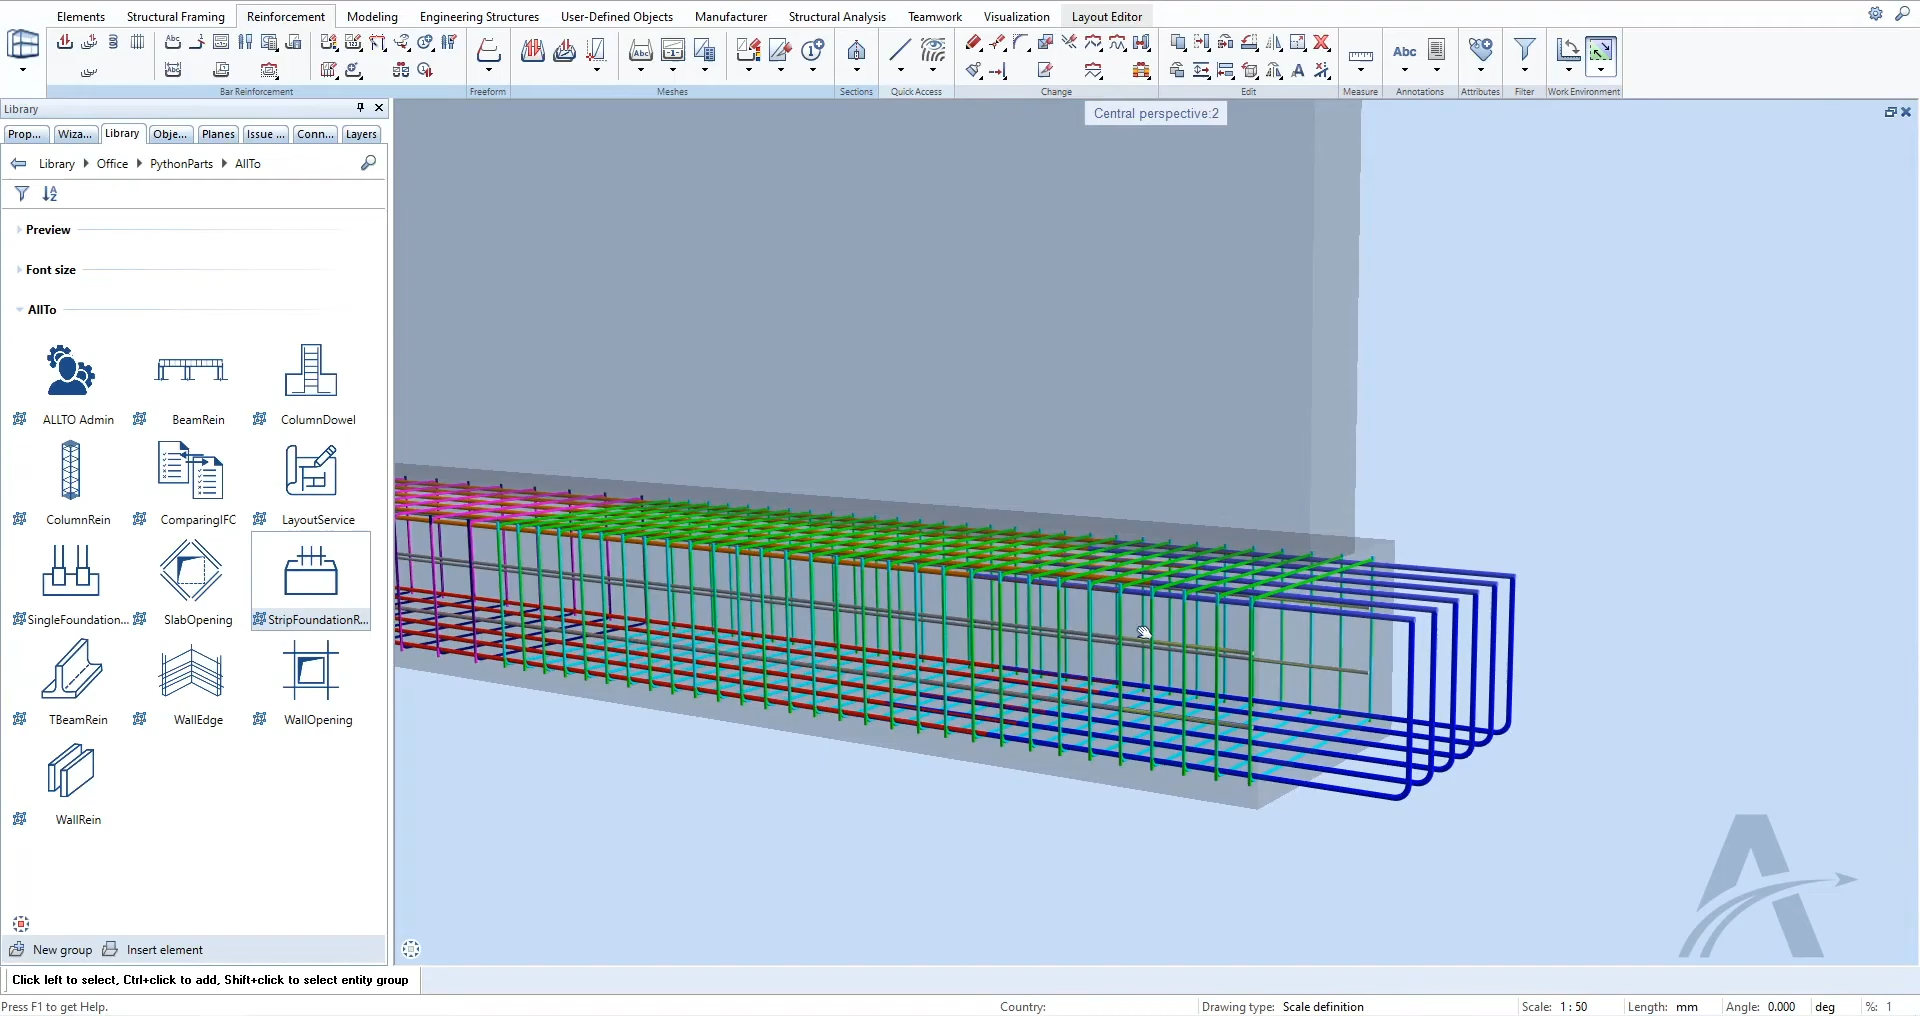 Elements Structural Framing Reinforcement Modeling Engineering Structures User-Defined Objects Manufacturer Structural Analysis Teamwork Visualization Layout Editor
Bar Reinforcement Freeform Meshes Sections Quick Access Change Edit Measure Annotations Attributes Filter Work Environment
Library
Prop... Wiza... Library Obje... Planes Issue ... Conn... Layers
Library Office PythonParts AllTo
Preview
Font size
AllTo
ALLTO Admin BeamRein ColumnDowel
ColumnRein ComparingIFC LayoutService
SingleFoundation... SlabOpening StripFoundationR...
TBeamRein WallEdge WallOpening
WallRein
New group Insert element
Central perspective:2
Click left to select, Ctrl+click to add, Shift+click to select entity group
Press F1 to get Help. Country: Drawing type: Scale definition Scale: 1 : 50 Length: mm Angle: 0.000 deg %: 1